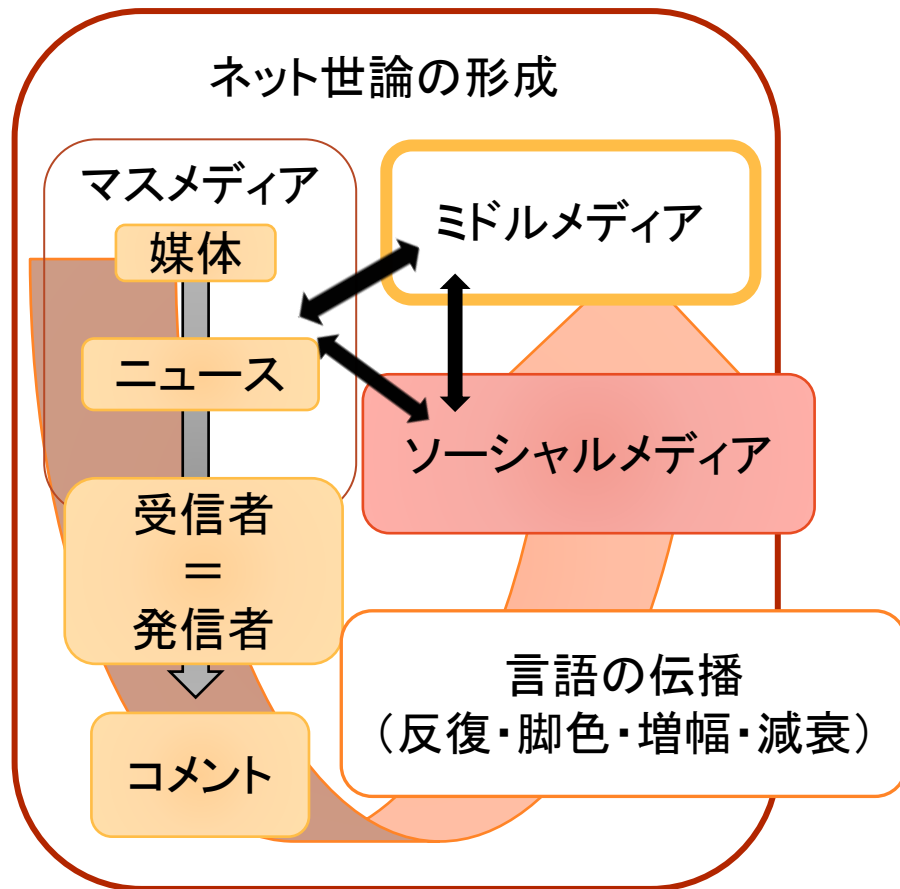 ネット世論の形成
マスメディア
媒体
ニュース
受信者
＝
発信者
コメント
ミドルメディア
ソーシャルメディア
言語の伝播
（反復・脚色・増幅・減衰）